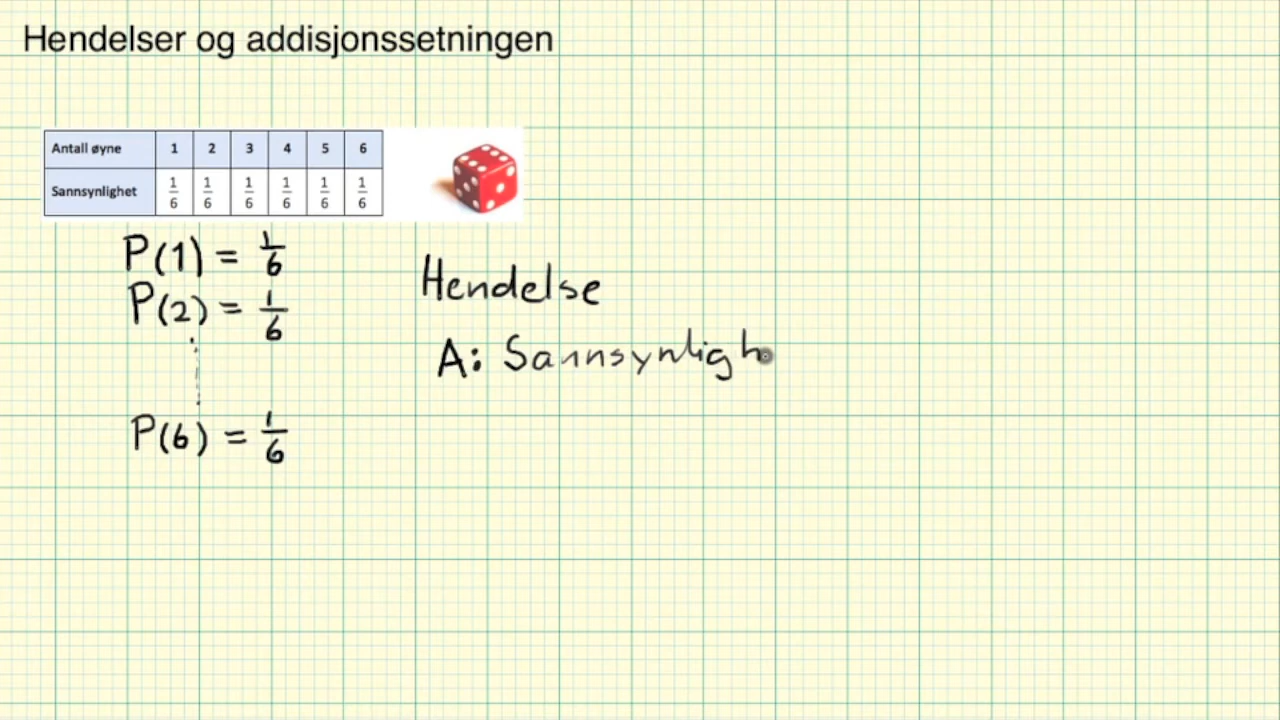 Hendelser og addisjonssetningen
Antall øyne 1 2 3 4 5 6
Sannsynlighet 1/6 1/6 1/6 1/6 1/6 1/6
P(1) = 1/6
P(2) = 1/6
P(6) = 1/6
Hendelse
A: Sannsynligh